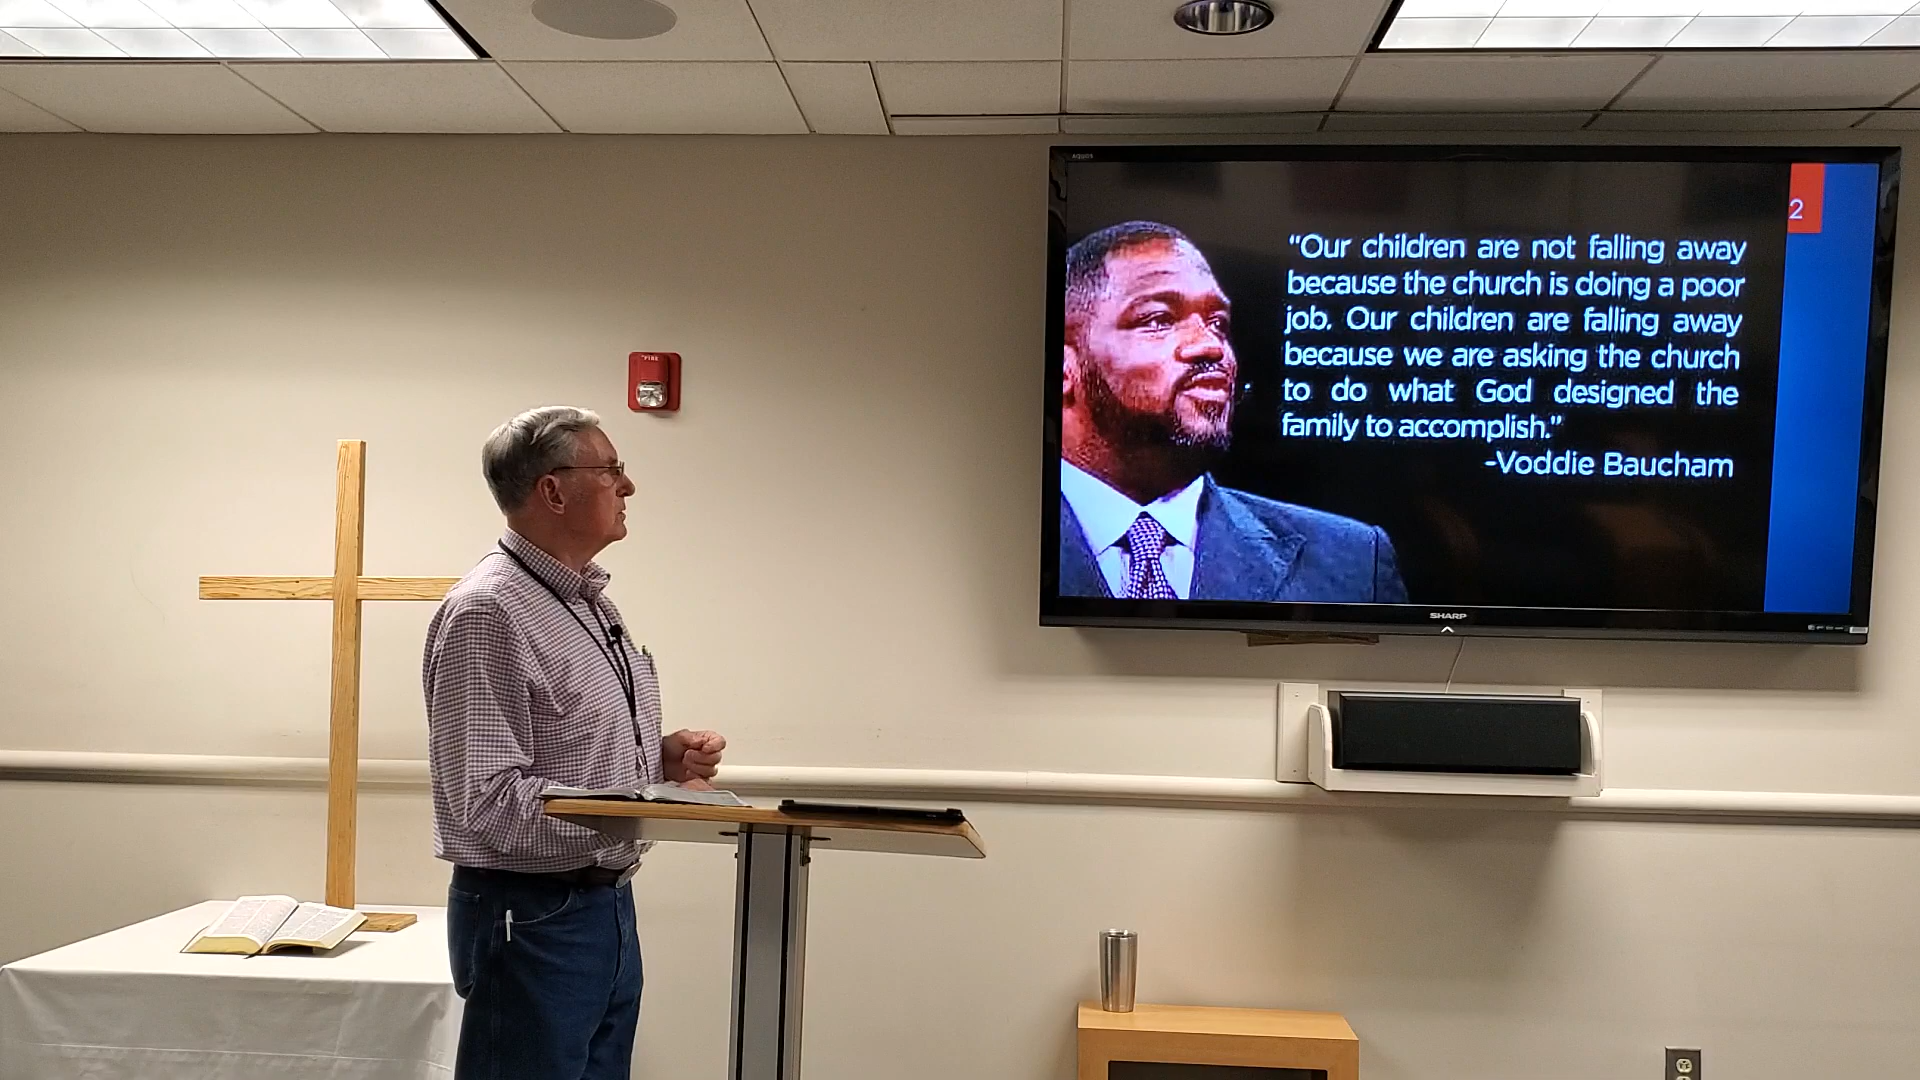 AQUOS
2
“Our children are not falling away
because the church is doing a poor
job. Our children are falling away
because we are asking the church
to do what God designed the
family to accomplish.”
-Voddie Baucham
SHARP
FIRE